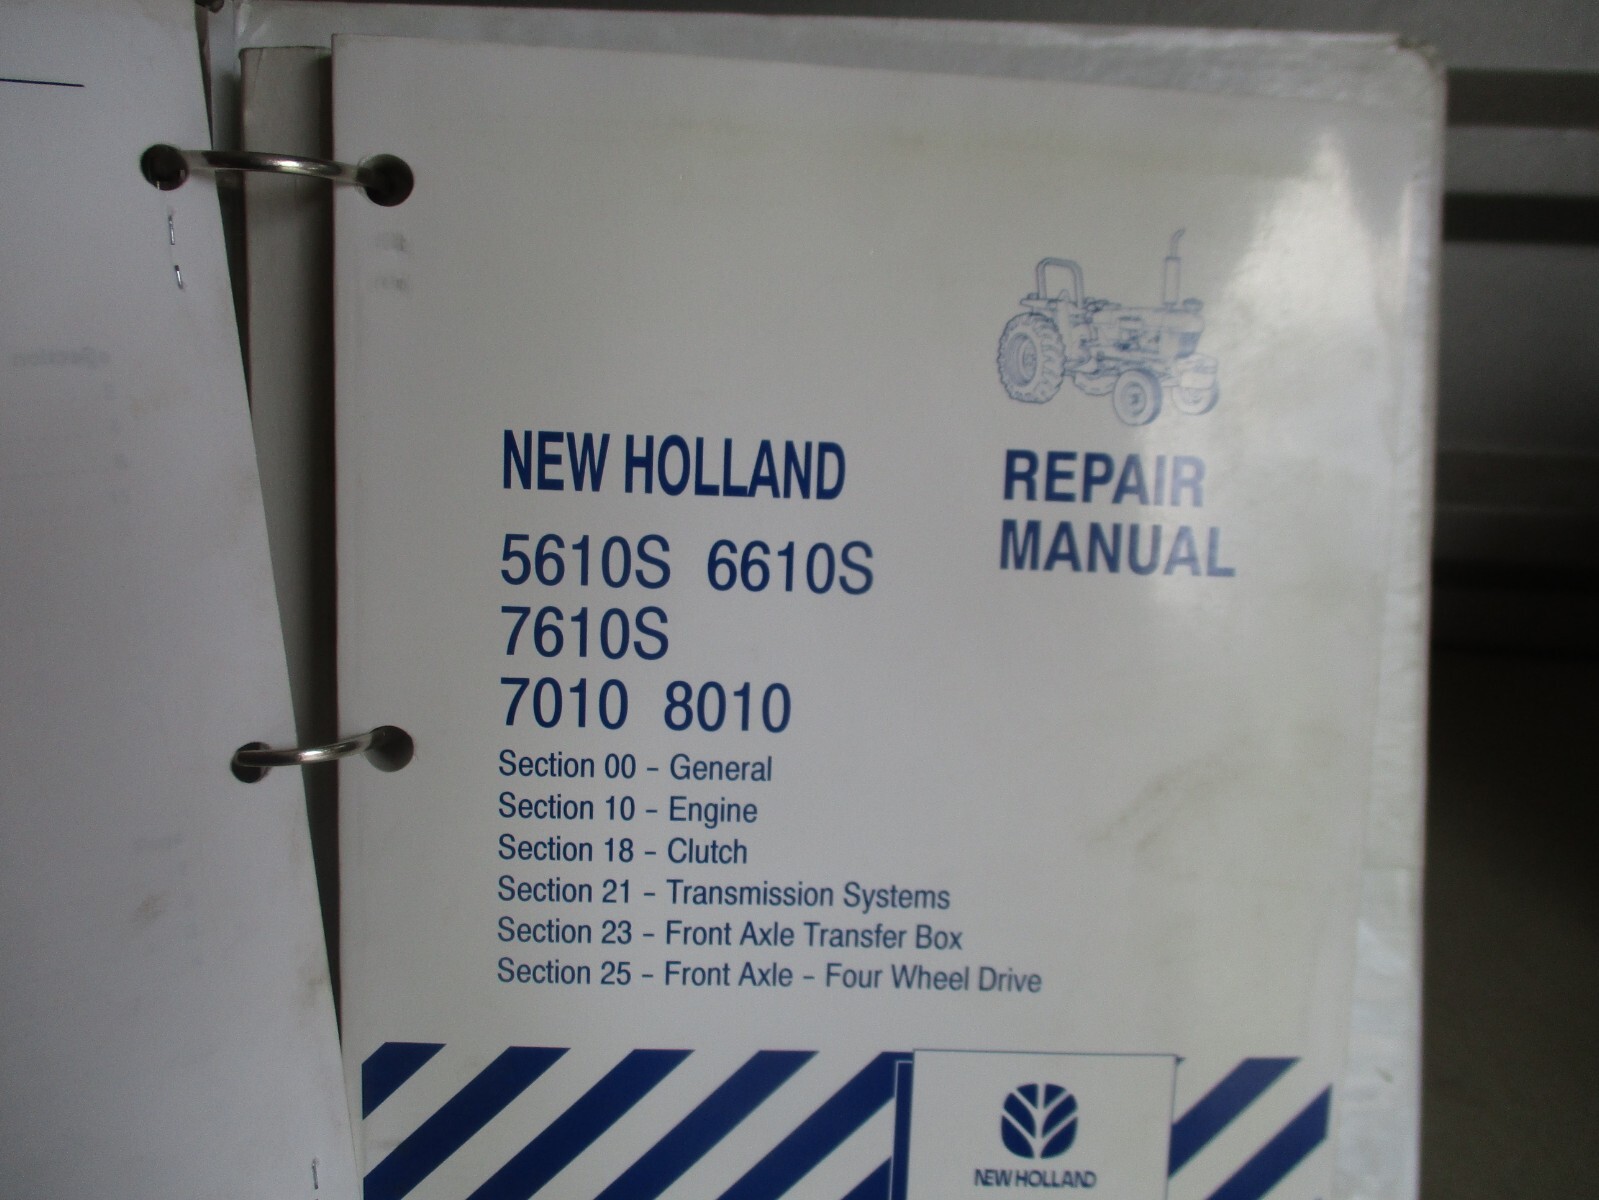 NEW HOLLAND
5610S 6610S
7610S
7010 8010
Section 00 - General
Section 10 - Engine
Section 18 - Clutch
Section 21 - Transmission Systems
Section 23 - Front Axle Transfer Box
Section 25 - Front Axle - Four Wheel Drive
REPAIR
MANUAL
NEW HOLLAND